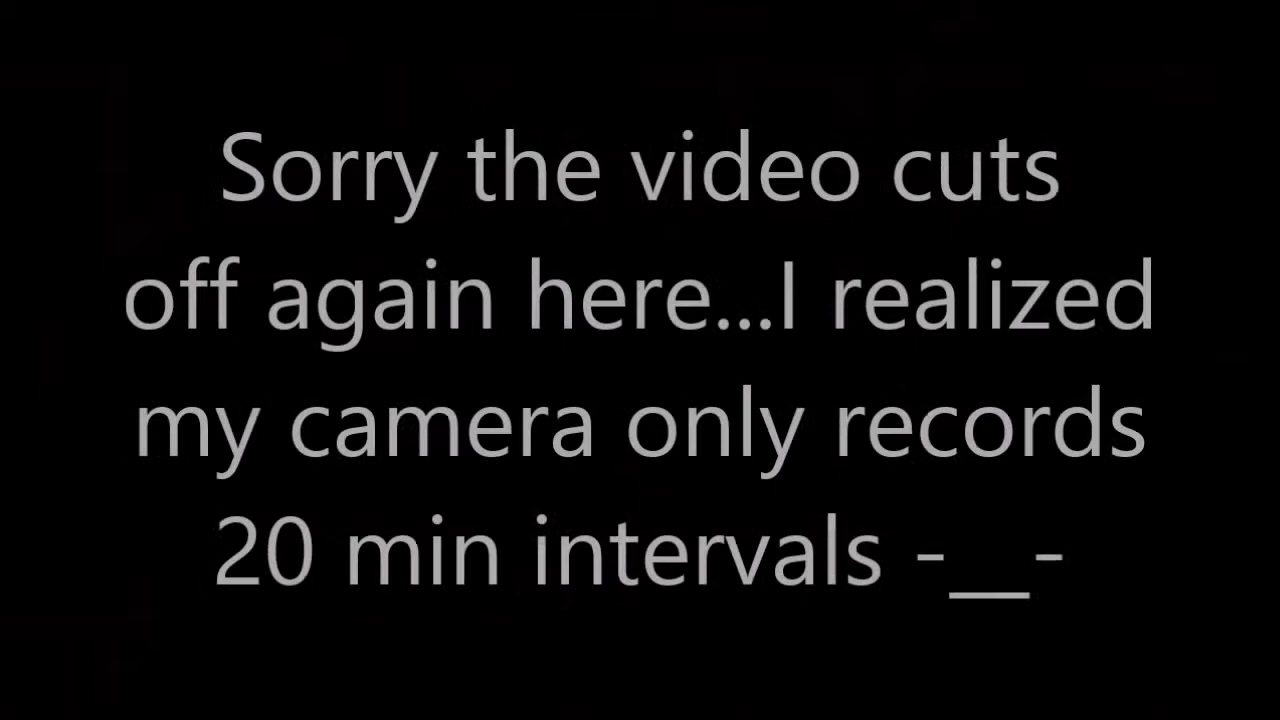 Sorry the video cuts
off again here...I realized
my camera only records
20 min intervals -__-